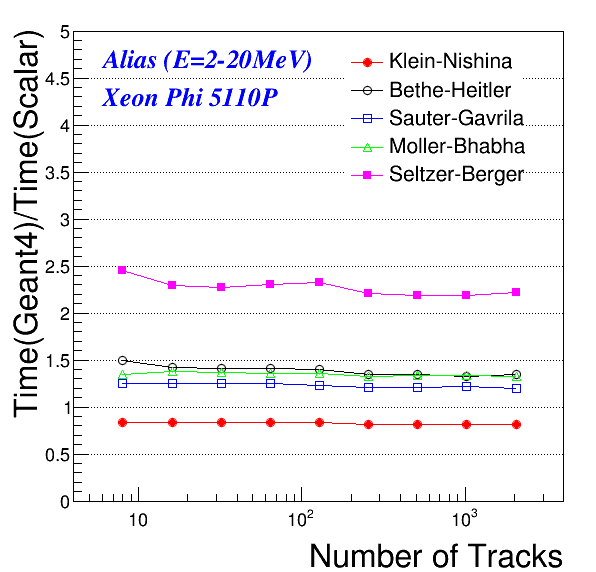 Alias (E=2-20MeV)
Xeon Phi 5110P
Klein-Nishina
Bethe-Heitler
Sauter-Gavrila
Moller-Bhabha
Seltzer-Berger
Time(Geant4)/Time(Scalar)
5
4.5
4
3.5
3
2.5
2
1.5
1
0.5
0
10
10²
10³
Number of Tracks